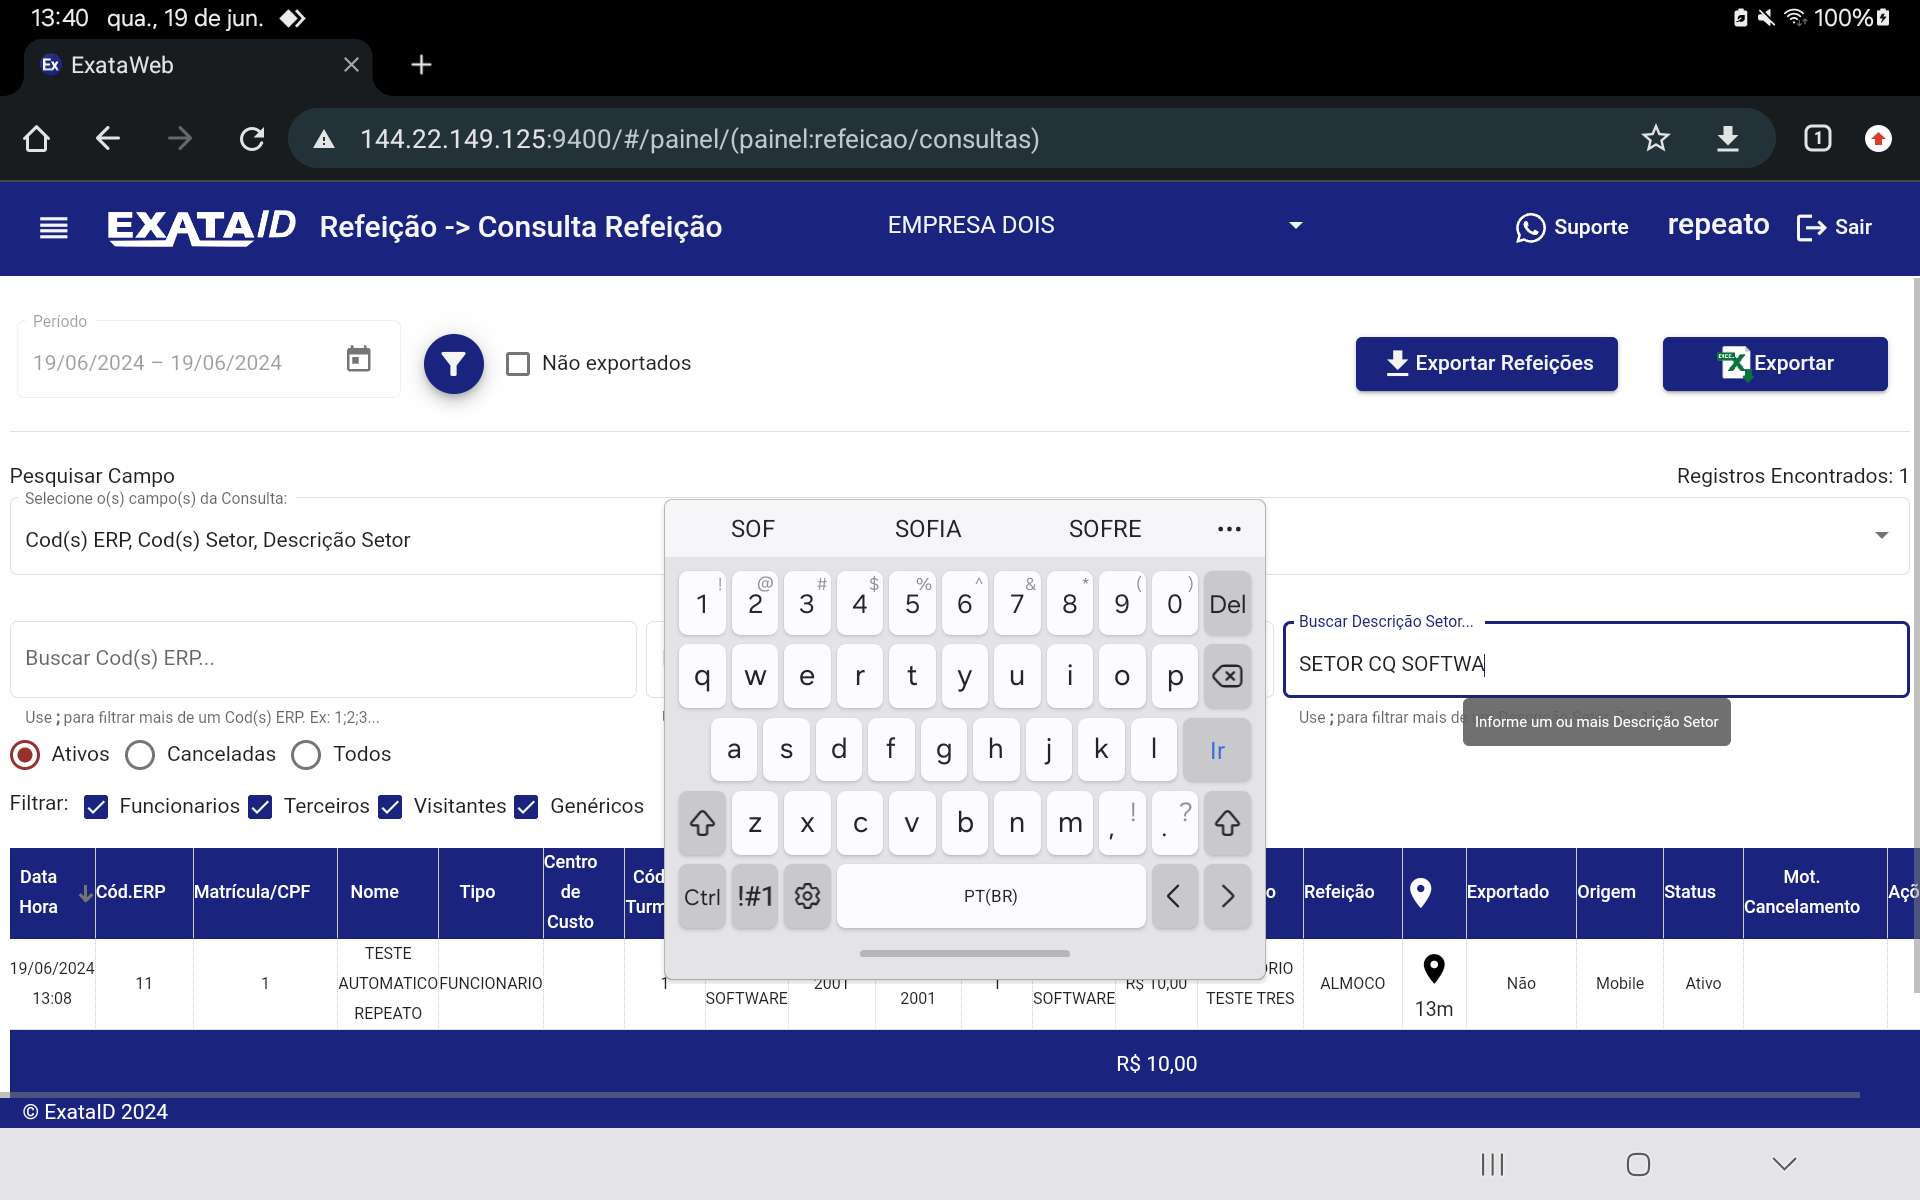 13:40 qua., 19 de jun. 100%
Ex ExataWeb
144.22.149.125:9400/#/painel/(painel:refeicao/consultas) 1
EXATAID Refeição -> Consulta Refeição EMPRESA DOIS Suporte repeato Sair
Período
19/06/2024 – 19/06/2024 Não exportados Exportar Refeições Exportar
Pesquisar Campo Registros Encontrados: 1
Selecione o(s) campo(s) da Consulta:
Cod(s) ERP, Cod(s) Setor, Descrição Setor
SOF SOFIA SOFRE
! @ # $ % ^ & * ( )
1 2 3 4 5 6 7 8 9 0 Del
q w e r t y u i o p
a s d f g h j k l Ir
z x c v b n m , ! . ?
Ctrl !#1 PT(BR) < >
Buscar Cod(s) ERP...
Buscar Descrição Setor...
SETOR CQ SOFTWA
Use ; para filtrar mais de um Cod(s) ERP. Ex: 1;2;3...
Use ; para filtrar mais de
Informe um ou mais Descrição Setor
Ativos Canceladas Todos
Filtrar: Funcionarios Terceiros Visitantes Genéricos
Data Hora Cód.ERP Matrícula/CPF Nome Tipo Centro de Custo Cód Turm o Refeição Exportado Origem Status Mot. Cancelamento Açõ
19/06/2024 13:08 11 1 TESTE AUTOMATICO REPEATO FUNCIONARIO 1 SOFTWARE 2001 2001 1 SOFTWARE R$ 10,00 ORIO TESTE TRES ALMOCO 13m Não Mobile Ativo
R$ 10,00
© ExataID 2024